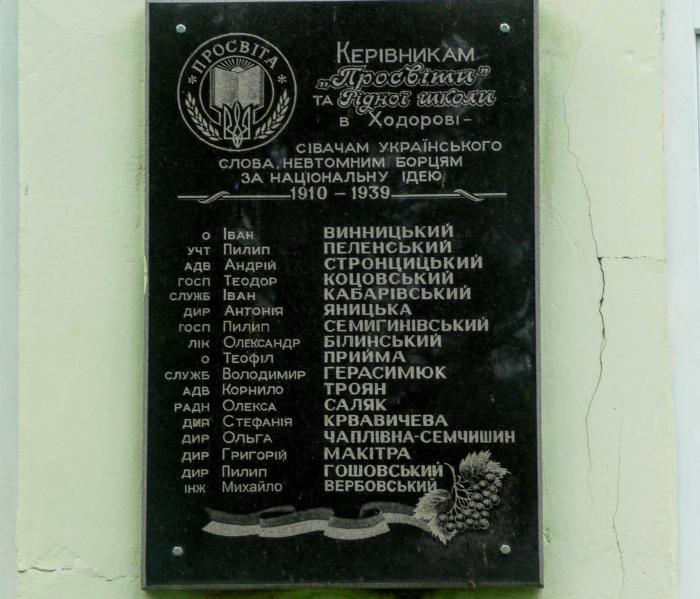 ПРОСВІТА
КЕРІВНИКАМ
„Просвіти”
ТА Рідної школи
В ХОДОРОВІ –
СІВАЧАМ УКРАЇНСЬКОГО
СЛОВА, НЕВТОМНИМ БОРЦЯМ
ЗА НАЦІОНАЛЬНУ ІДЕЮ
1910 – 1939
О ІВАН ВИННИЦЬКИЙ
УЧТ ПИЛИП ПЕЛЕНСЬКИЙ
АДВ АНДРІЙ СТРОНЦИЦЬКИЙ
ГОСП ТЕОДОР КОЦОВСЬКИЙ
СЛУЖБ ІВАН КАБАРІВСЬКИЙ
ДИР АНТОНІЯ ЯНИЦЬКА
ГОСП ПИЛИП СЕМИГИНІВСЬКИЙ
ЛІК ОЛЕКСАНДР БІЛИНСЬКИЙ
О ТЕОФІЛ ПРИЙМА
СЛУЖБ ВОЛОДИМИР ГЕРАСИМЮК
АДВ КОРНИЛО ТРОЯН
РАДН ОЛЕКСА САЛЯК
ДИР СТЕФАНІЯ КРВАВИЧЕВА
ДИР ОЛЬГА ЧАПЛІВНА-СЕМЧИШИН
ДИР ГРИГОРІЙ МАКІТРА
ДИР ПИЛИП ГОШОВСЬКИЙ
ІНЖ МИХАЙЛО ВЕРБОВСЬКИЙ